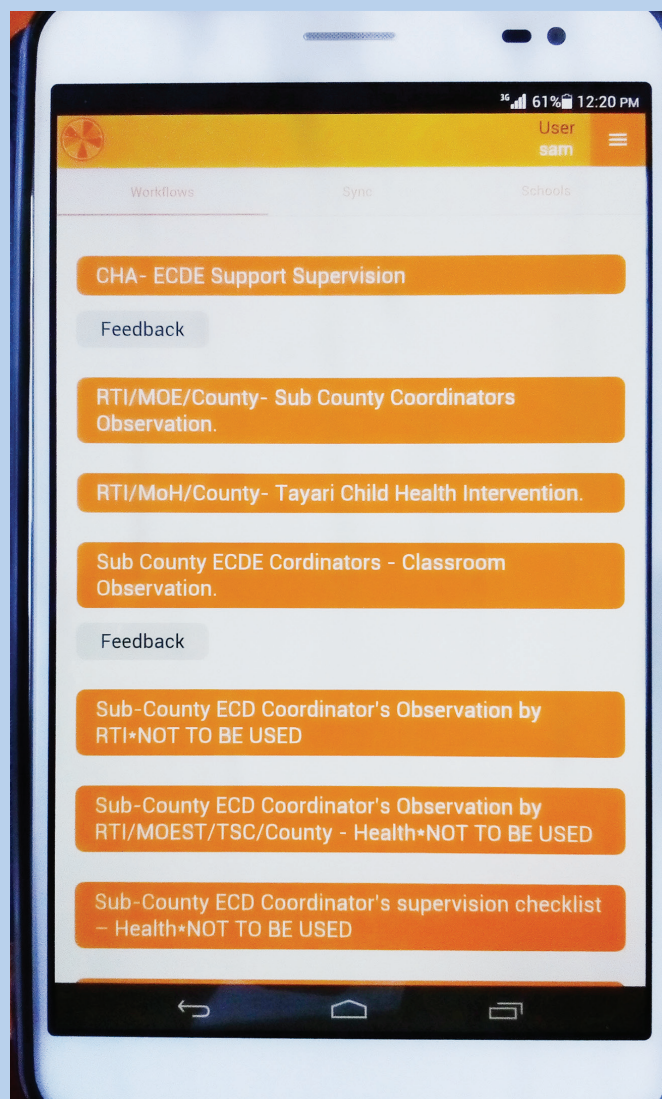 3G 61% 12:20 PM
User
sam
Workflows Sync Schools
CHA- ECDE Support Supervision
Feedback
RTI/MOE/County- Sub County Coordinators
Observation.
RTI/MoH/County- Tayari Child Health Intervention.
Sub County ECDE Cordinators - Classroom
Observation.
Feedback
Sub-County ECD Coordinator's Observation by
RTI*NOT TO BE USED
Sub-County ECD Coordinator's Observation by
RTI/MOEST/TSC/County - Health*NOT TO BE USED
Sub-County ECD Coordinator's supervision checklist
– Health*NOT TO BE USED